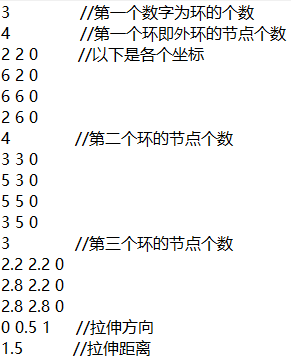 3 //第一个数字为环的个数
4 //第一个环即外环的节点个数
2 2 0 //以下是各个坐标
6 2 0
6 6 0
2 6 0
4 //第二个环的节点个数
3 3 0
5 3 0
5 5 0
3 5 0
3 //第三个环的节点个数
2.2 2.2 0
2.8 2.2 0
2.8 2.8 0
0 0.5 1 //拉伸方向
1.5 //拉伸距离